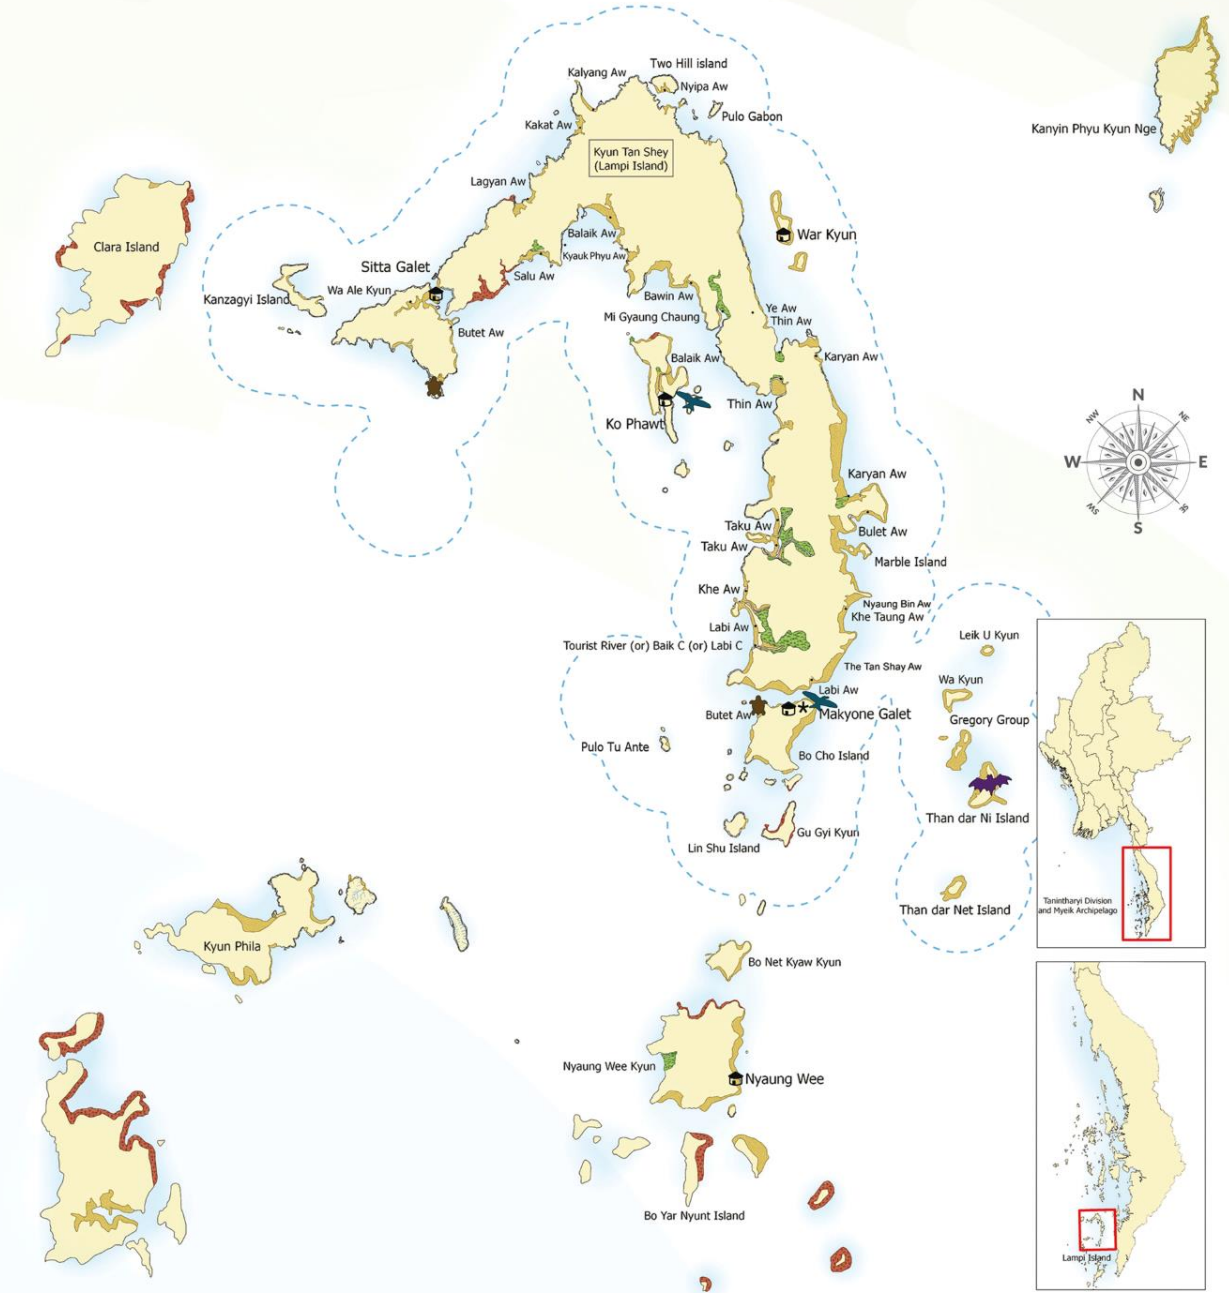 Two Hill island
Kalyang Aw
Nyipa Aw
Pulo Gabon
Kakat Aw
Kanyin Phyu Kyun Nge
Kyun Tan Shey
(Lampi Island)
Lagyan Aw
Clara Island
Balaik Aw
War Kyun
Kyauk Phyu Aw
Sitta Galet
Salu Aw
Wa Ale Kyun
Kanzagyi Island
Bawin Aw
Ye Aw
Mi Gyaung Chaung
Thin Aw
Butet Aw
Balaik Aw
Karyan Aw
Thin Aw
Ko Phawt
N
NW
NE
W
E
SW
SE
S
Karyan Aw
Taku Aw
Bulet Aw
Taku Aw
Marble Island
Khe Aw
Nyaung Bin Aw
Khe Taung Aw
Labi Aw
Leik U Kyun
Tourist River (or) Baik C (or) Labi C
The Tan Shay Aw
Wa Kyun
Labi Aw
Butet Aw
Makyone Galet
Gregory Group
Pulo Tu Ante
Bo Cho Island
Than dar Ni Island
Gu Gyi Kyun
Lin Shu Island
Than dar Net Island
Tanintharyi Division
and Myeik Archipelago
Kyun Phila
Bo Net Kyaw Kyun
Nyaung Wee Kyun
Nyaung Wee
Bo Yar Nyunt Island
Lampi Island